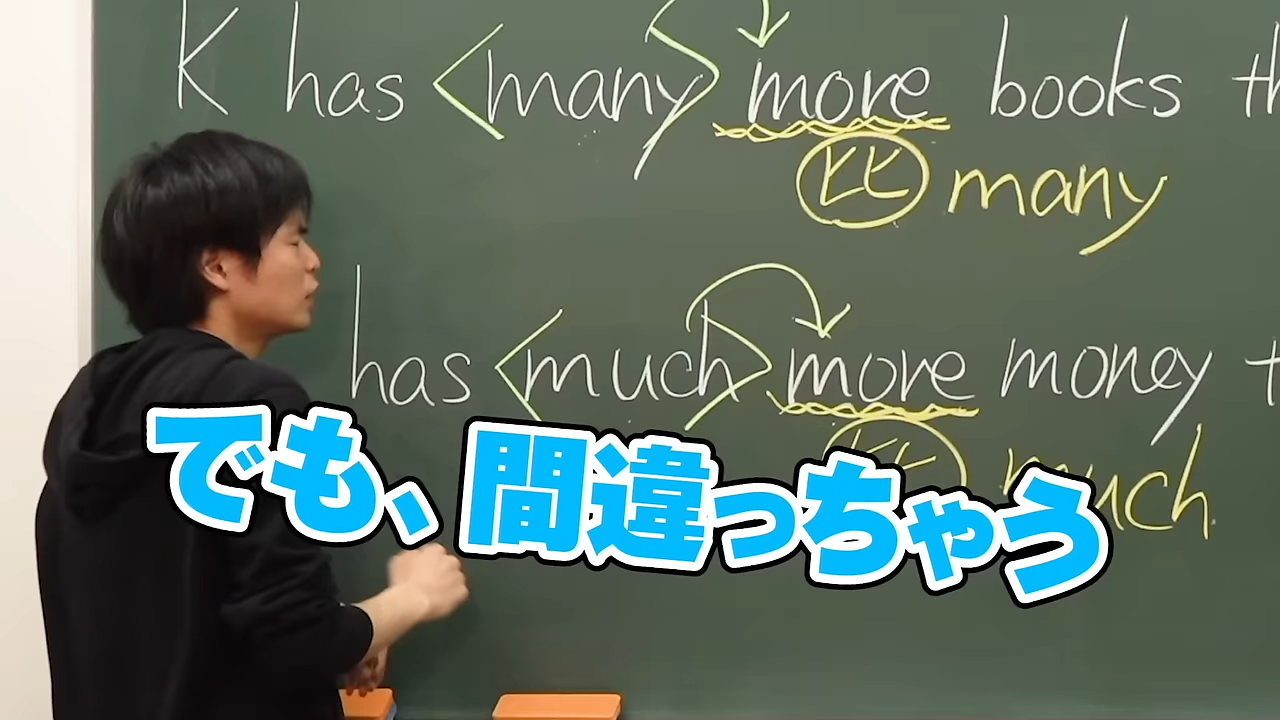 K has <many> more books th
比 many
has <much> more money t
比 much
でも、間違っちゃう